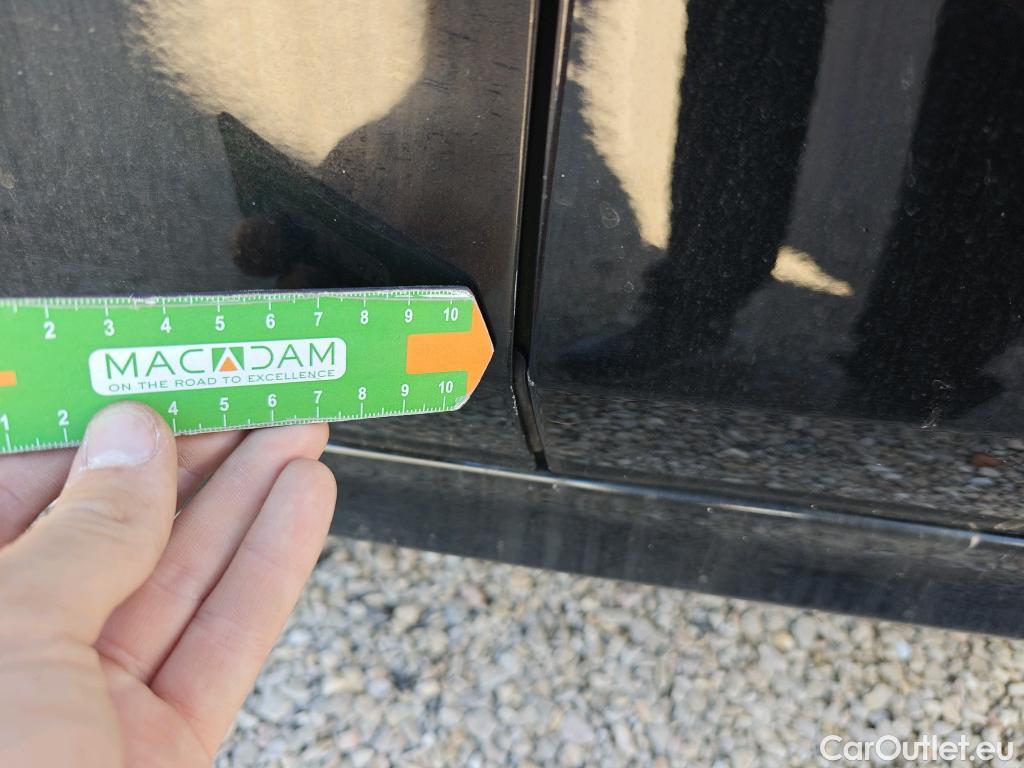 2 3 4 5 6 7 8 9 10
MACADAM
ON THE ROAD TO EXCELLENCE
1 2 4 5 6 7 8 9 10
CarOutlet.eu